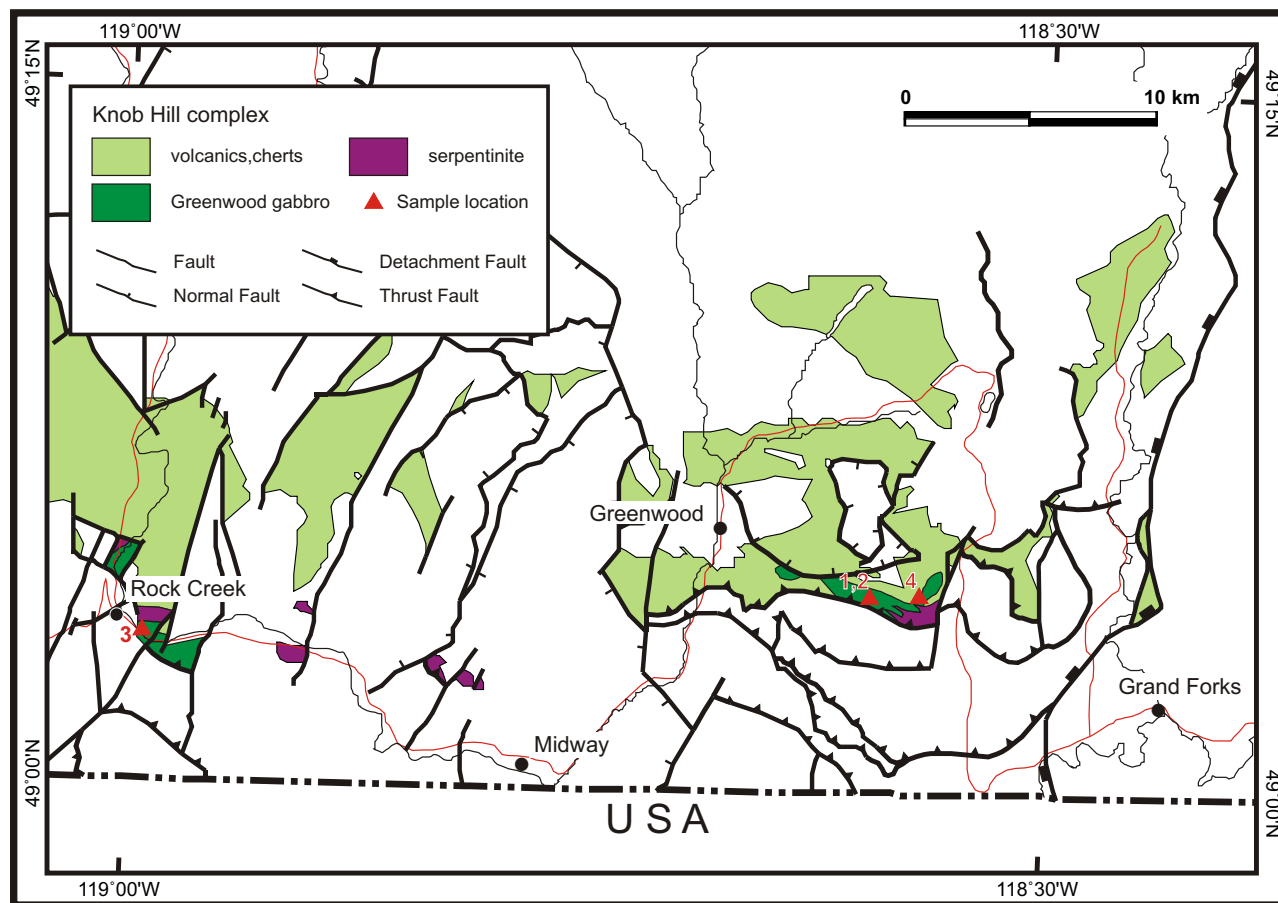 119°00'W
118°30'W
49°15'N
49°15'N
0
10 km
Knob Hill complex
volcanics,cherts
serpentinite
Greenwood gabbro
Sample location
Fault
Detachment Fault
Normal Fault
Thrust Fault
Greenwood
1,2
4
Rock Creek
3
Grand Forks
Midway
49°00'N
49°00'N
USA
119°00'W
118°30'W